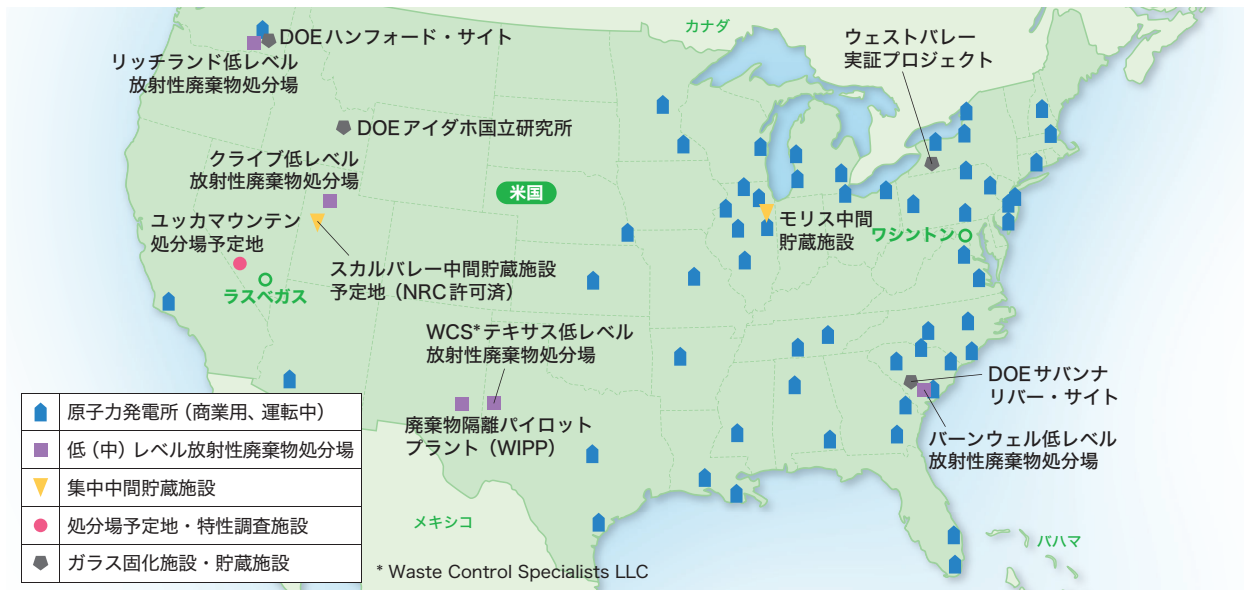 カナダ
DOEハンフォード・サイト
リッチランド低レベル
放射性廃棄物処分場
ウェストバレー
実証プロジェクト
DOEアイダホ国立研究所
クライブ低レベル
放射性廃棄物処分場
米国
ユッカマウンテン
処分場予定地
モリス中間
貯蔵施設
ワシントン
スカルバレー中間貯蔵施設
予定地（NRC許可済）
ラスベガス
WCS*テキサス低レベル
放射性廃棄物処分場
DOEサバンナ
リバー・サイト
廃棄物隔離パイロット
プラント（WIPP）
バーンウェル低レベル
放射性廃棄物処分場
原子力発電所（商業用、運転中）
低（中）レベル放射性廃棄物処分場
集中中間貯蔵施設
処分場予定地・特性調査施設
ガラス固化施設・貯蔵施設
メキシコ
バハマ
* Waste Control Specialists LLC